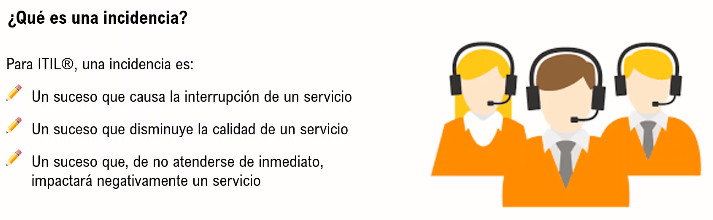 ¿Qué es una incidencia?
Para ITIL®, una incidencia es:
Un suceso que causa la interrupción de un servicio
Un suceso que disminuye la calidad de un servicio
Un suceso que, de no atenderse de inmediato,
impactará negativamente un servicio